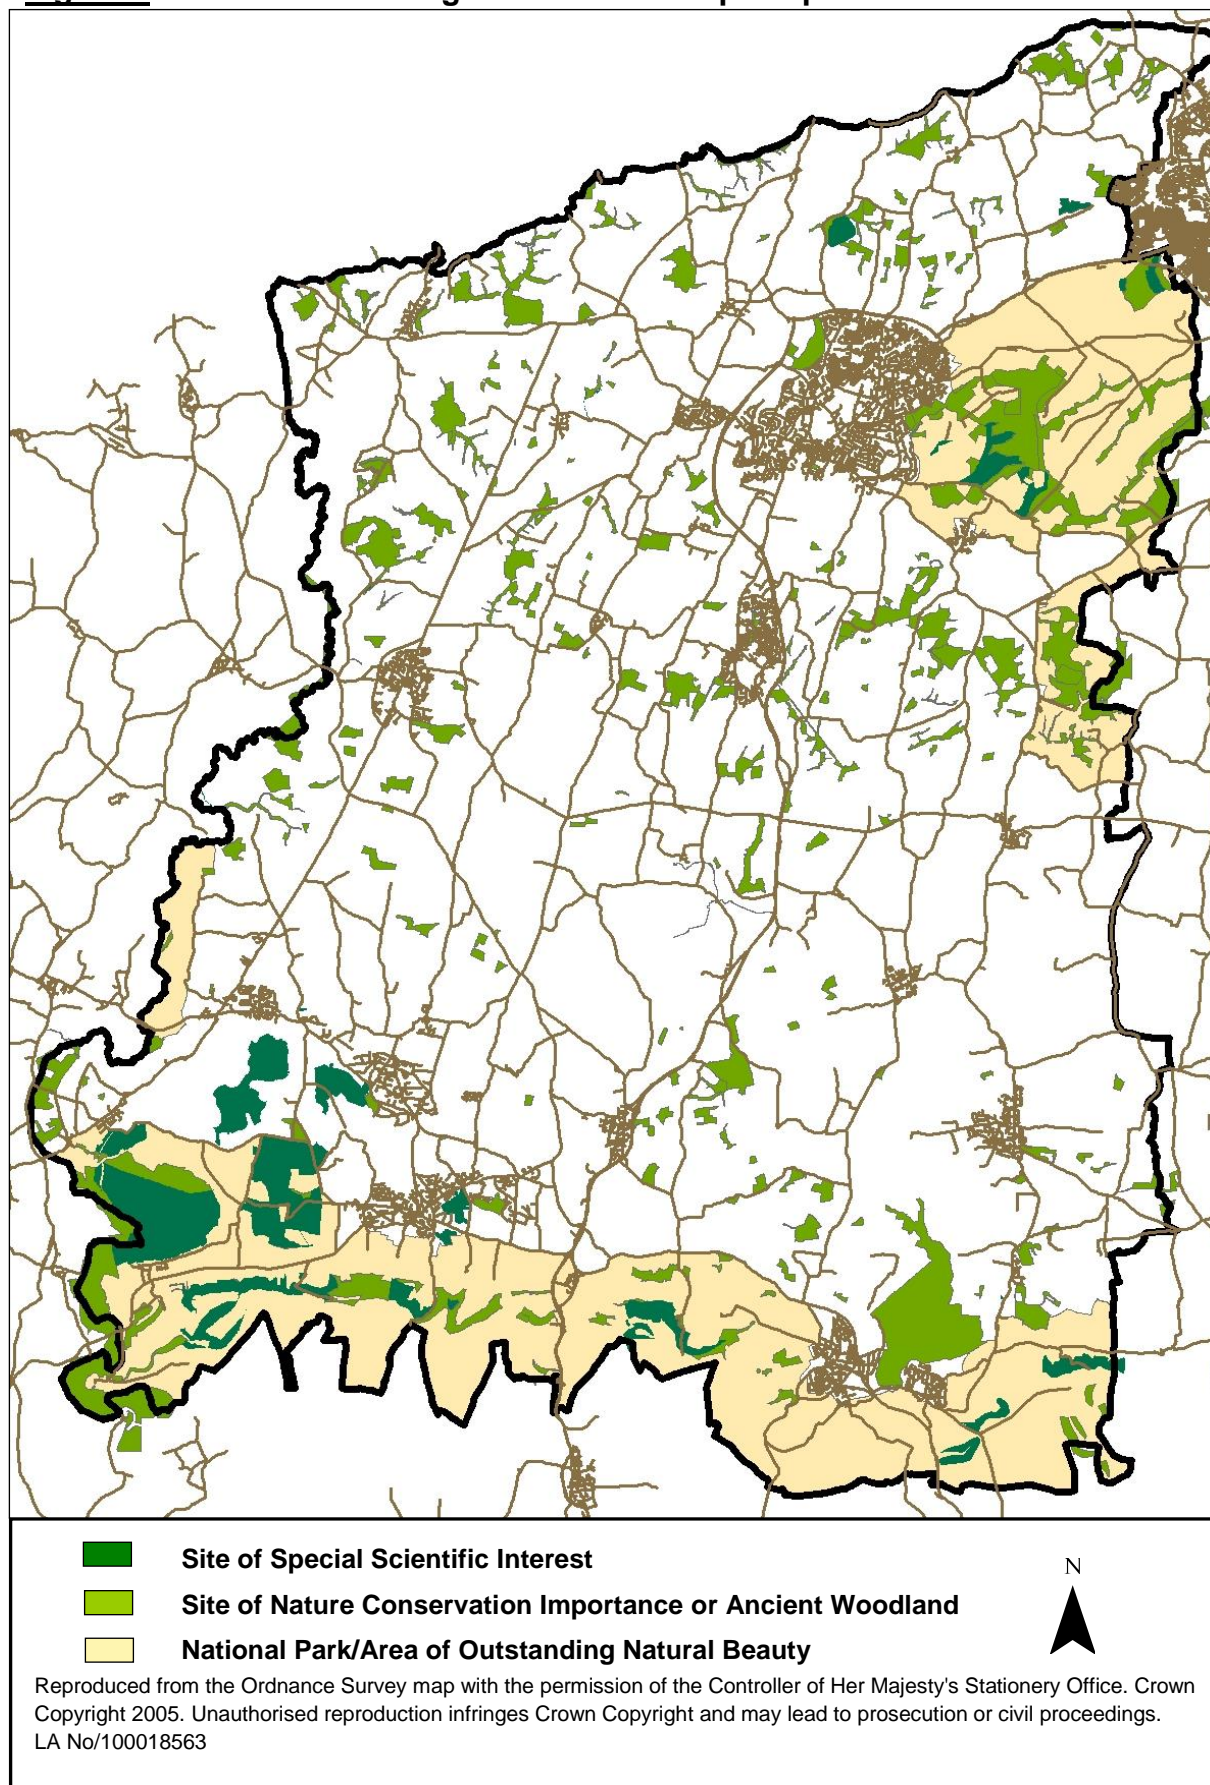 N
Site of Special Scientific Interest
Site of Nature Conservation Importance or Ancient Woodland
National Park/Area of Outstanding Natural Beauty
Reproduced from the Ordnance Survey map with the permission of the Controller of Her Majesty's Stationery Office. Crown
Copyright 2005. Unauthorised reproduction infringes Crown Copyright and may lead to prosecution or civil proceedings.
LA No/100018563